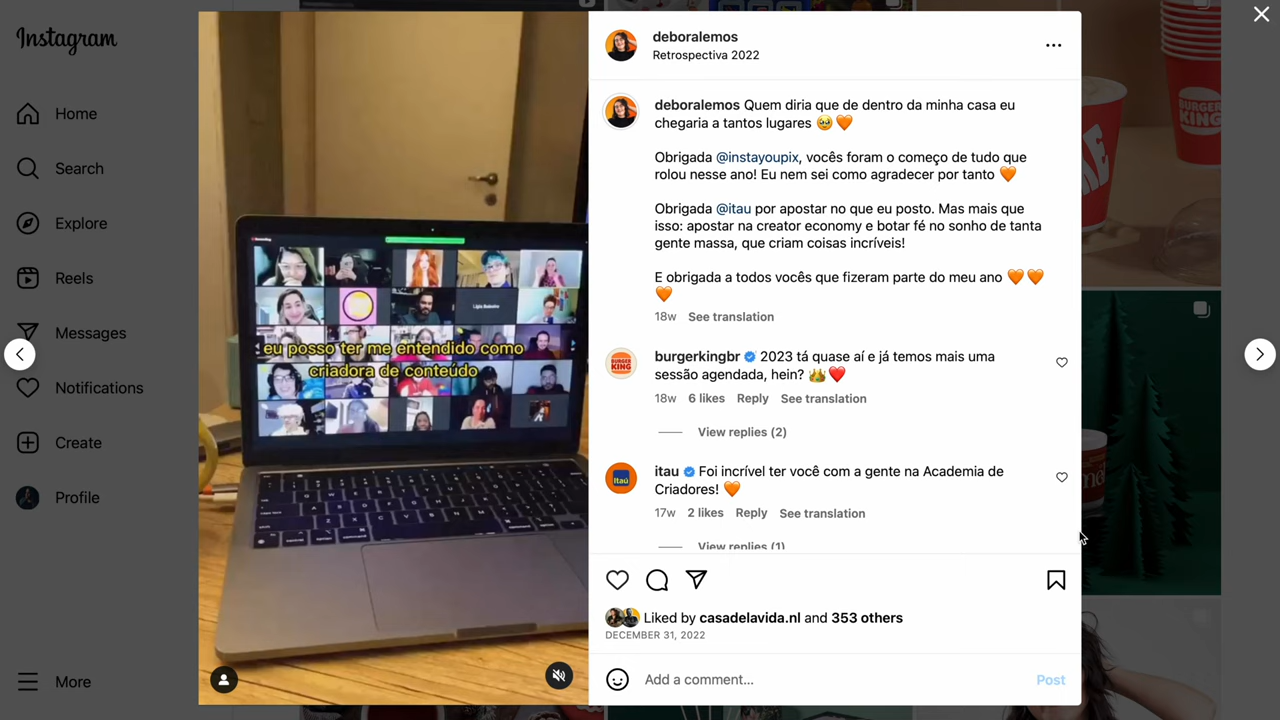 Instagram
Home
Search
Explore
Reels
Messages
Notifications
Create
Profile
More
eu posso ter me entendido como
criadora de conteúdo
deboralemos
Retrospectiva 2022
deboralemos Quem diria que de dentro da minha casa eu
chegaria a tantos lugares 🥹🧡
Obrigada @instayoupix, vocês foram o começo de tudo que
rolou nesse ano! Eu nem sei como agradecer por tanto 🧡
Obrigada @itau por apostar no que eu posto. Mas mais que
isso: apostar na creator economy e botar fé no sonho de tanta
gente massa, que criam coisas incríveis!
E obrigada a todos vocês que fizeram parte do meu ano 🧡🧡
🧡
18w See translation
BURGER
KING
burgerkingbr 2023 tá quase aí e já temos mais uma
sessão agendada, hein? 👑❤️
18w 6 likes Reply See translation
View replies (2)
Itaú
itau Foi incrível ter você com a gente na Academia de
Criadores! 🧡
17w 2 likes Reply See translation
View replies (1)
Liked by casadelavida.nl and 353 others
DECEMBER 31, 2022
Add a comment...
Post
BURGER
KING